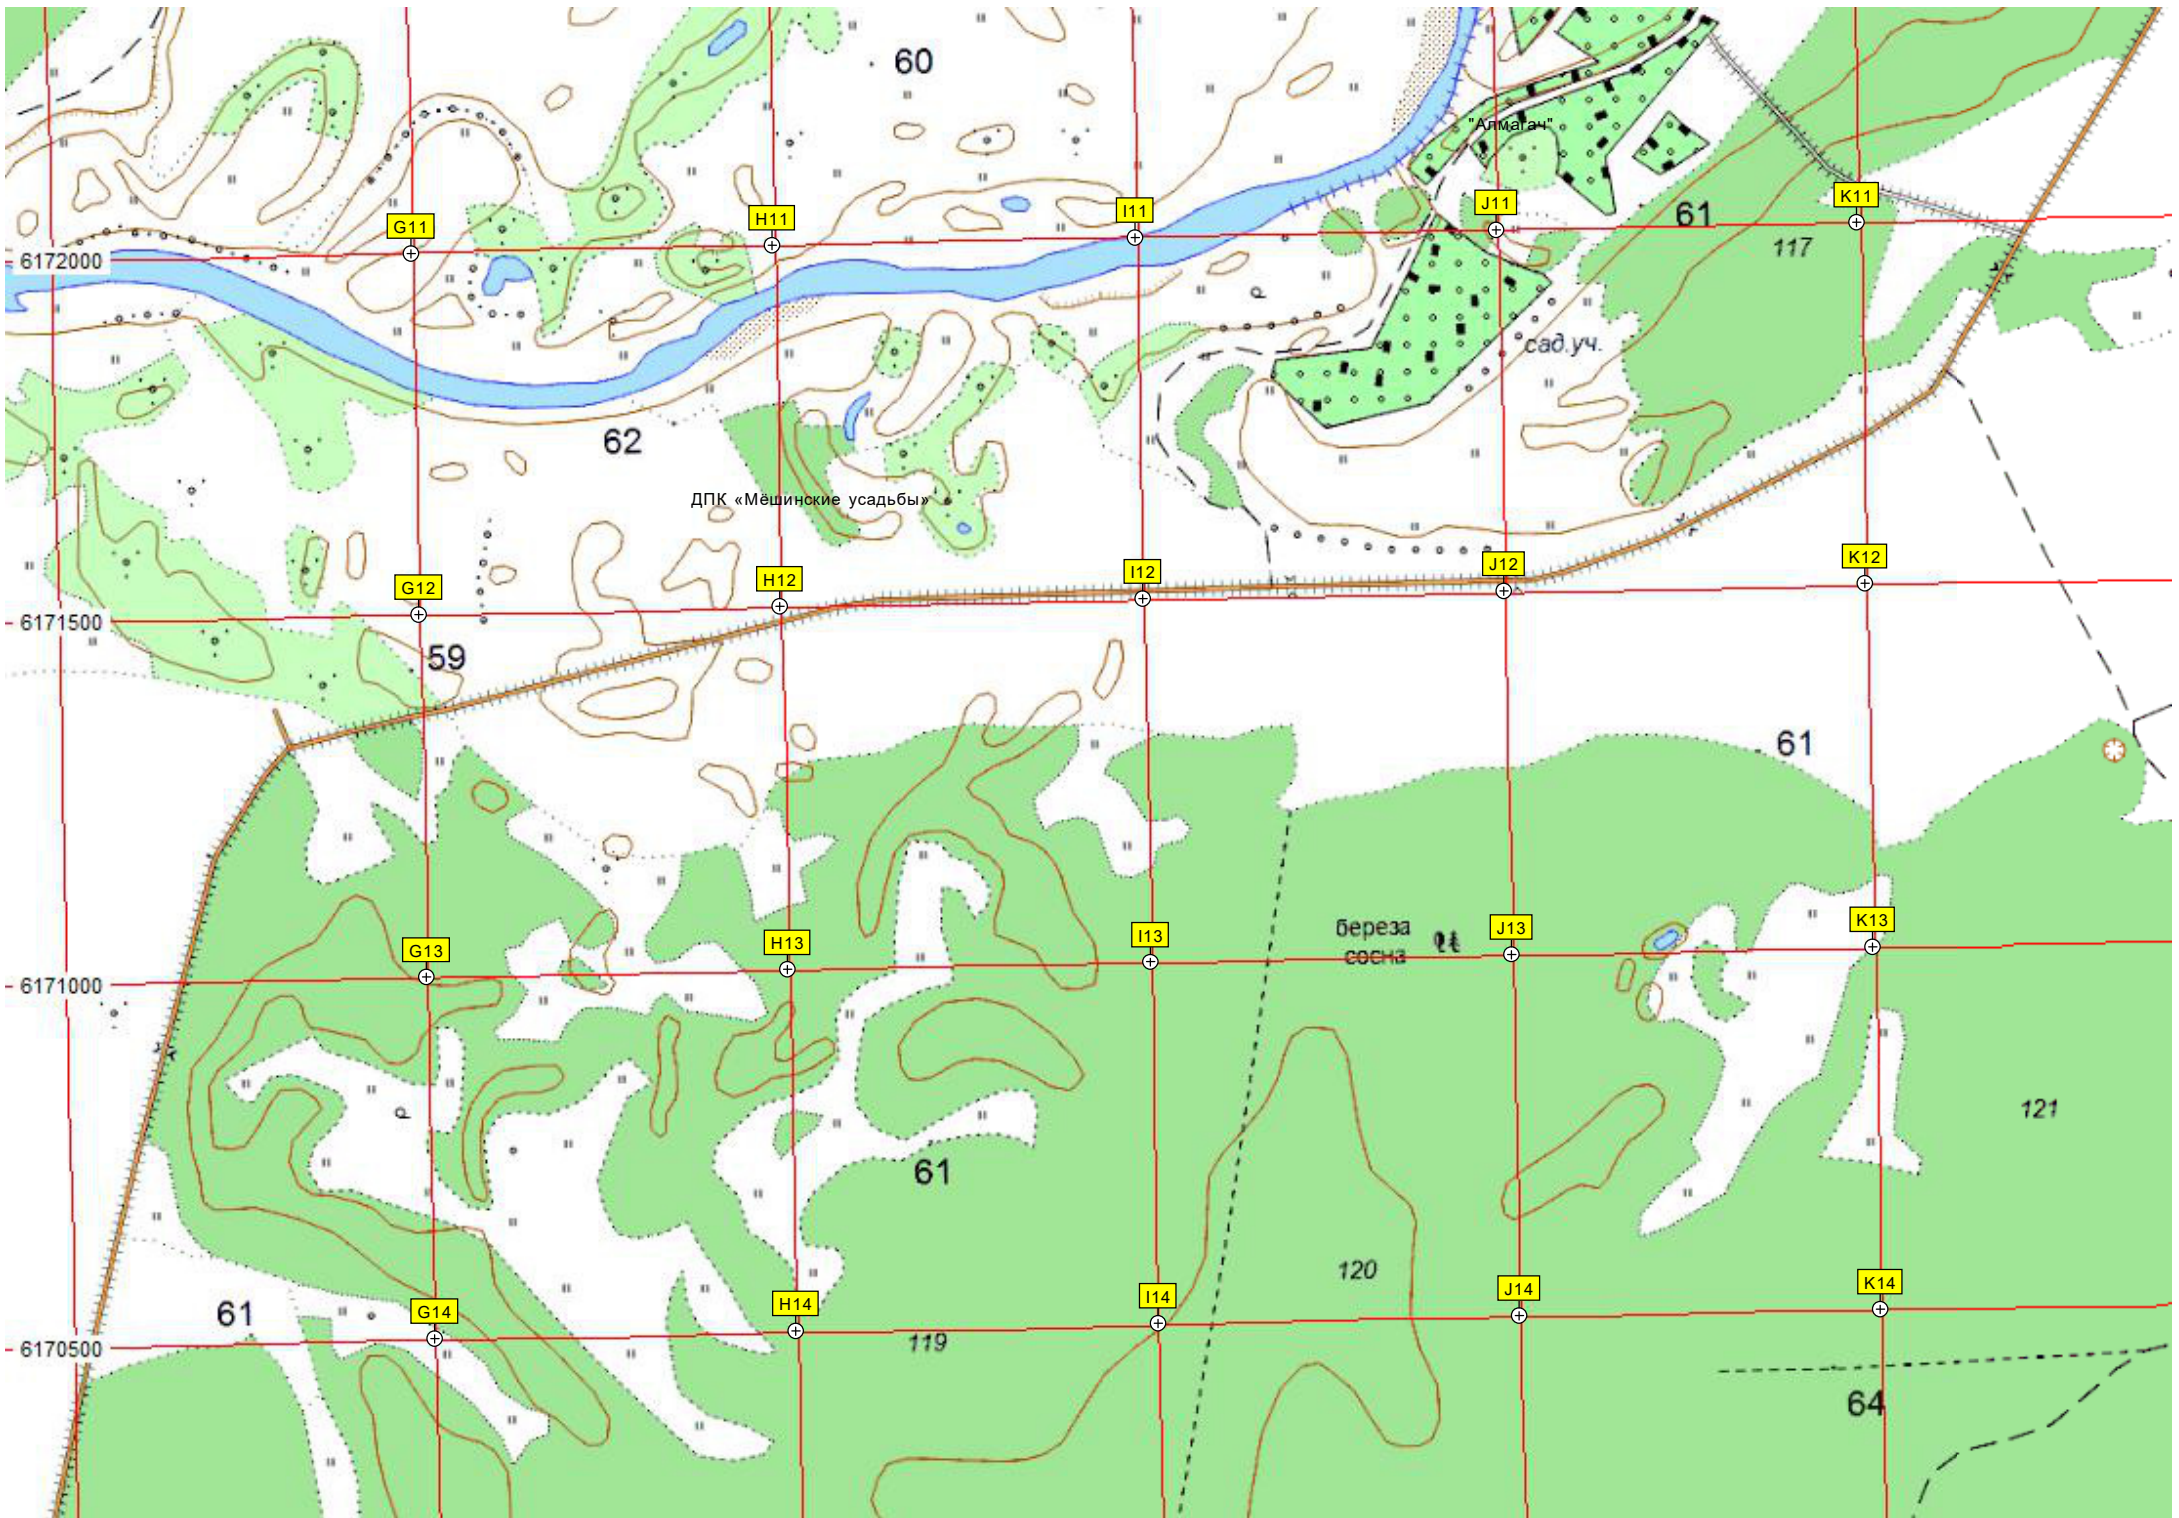 60
"Алмагач"
G11
H11
I11
J11
K11
61
117
6172000
сад.уч.
62
ДПК «Мёшинские усадьбы»
G12
H12
I12
J12
K12
6171500
59
61
береза
сосна
G13
H13
I13
J13
K13
6171000
121
61
120
61
G14
H14
I14
J14
K14
6170500
119
64